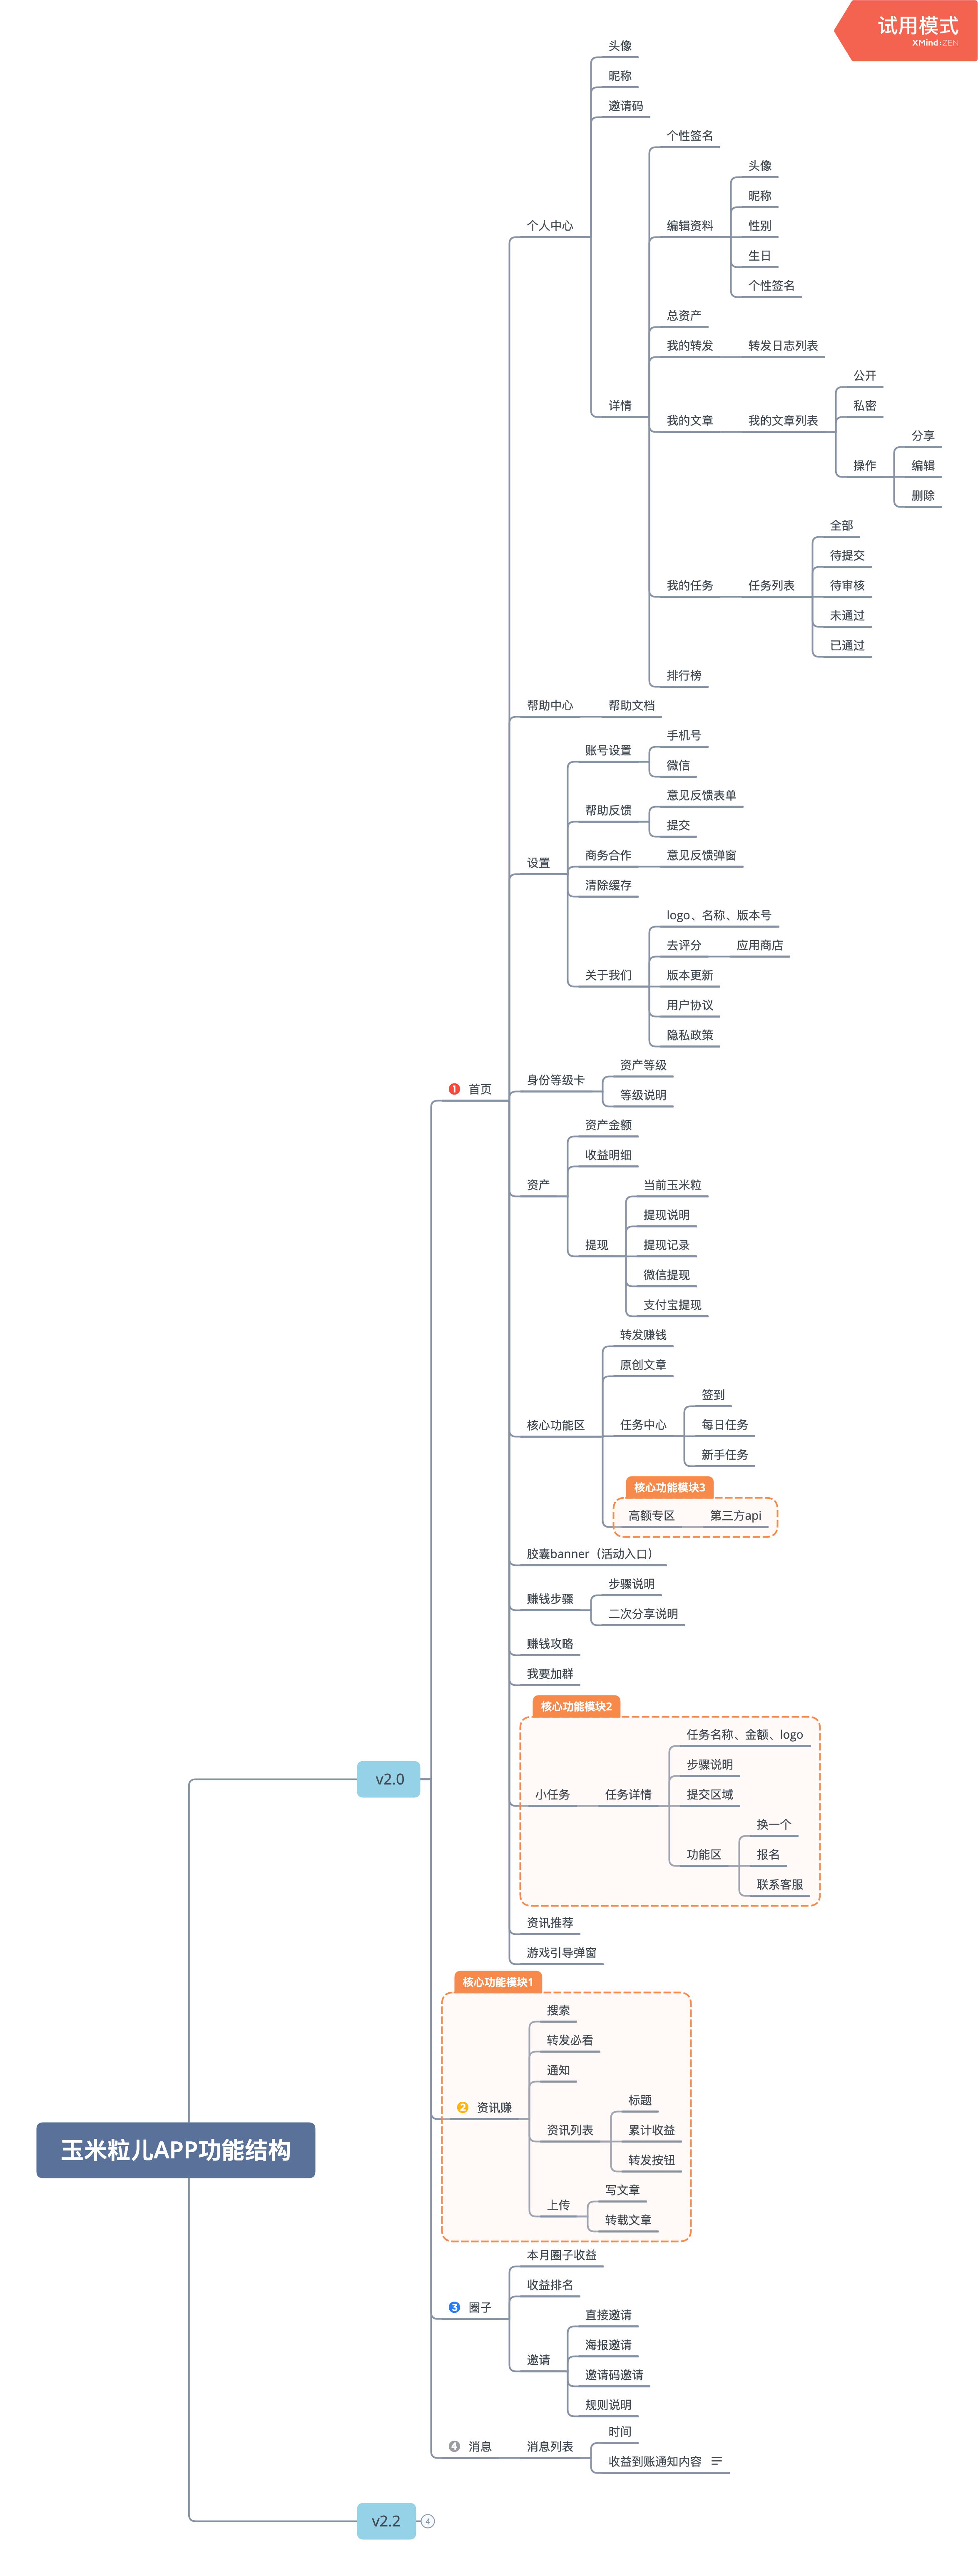 试用模式
XMind:ZEN
头像
昵称
邀请码
个性签名
头像
昵称
个人中心
编辑资料
性别
生日
个性签名
总资产
我的转发
转发日志列表
公开
详情
私密
我的文章
我的文章列表
分享
操作
编辑
删除
全部
待提交
我的任务
任务列表
待审核
未通过
已通过
排行榜
帮助中心
帮助文档
手机号
账号设置
微信
意见反馈表单
帮助反馈
提交
设置
商务合作
意见反馈弹窗
清除缓存
logo、名称、版本号
去评分
应用商店
关于我们
版本更新
用户协议
隐私政策
资产等级
1
首页
身份等级卡
等级说明
资产金额
收益明细
资产
当前玉米粒
提现说明
提现
提现记录
微信提现
支付宝提现
转发赚钱
原创文章
签到
核心功能区
任务中心
每日任务
新手任务
核心功能模块3
高额专区
第三方api
胶囊banner（活动入口）
步骤说明
赚钱步骤
二次分享说明
赚钱攻略
我要加群
核心功能模块2
任务名称、金额、logo
步骤说明
v2.0
小任务
任务详情
提交区域
换一个
功能区
报名
联系客服
资讯推荐
游戏引导弹窗
核心功能模块1
搜索
转发必看
通知
2
资讯赚
标题
资讯列表
累计收益
玉米粒儿APP功能结构
转发按钮
写文章
上传
转载文章
本月圈子收益
收益排名
3
圈子
直接邀请
海报邀请
邀请
邀请码邀请
规则说明
时间
4
消息
消息列表
收益到账通知内容
v2.2
4